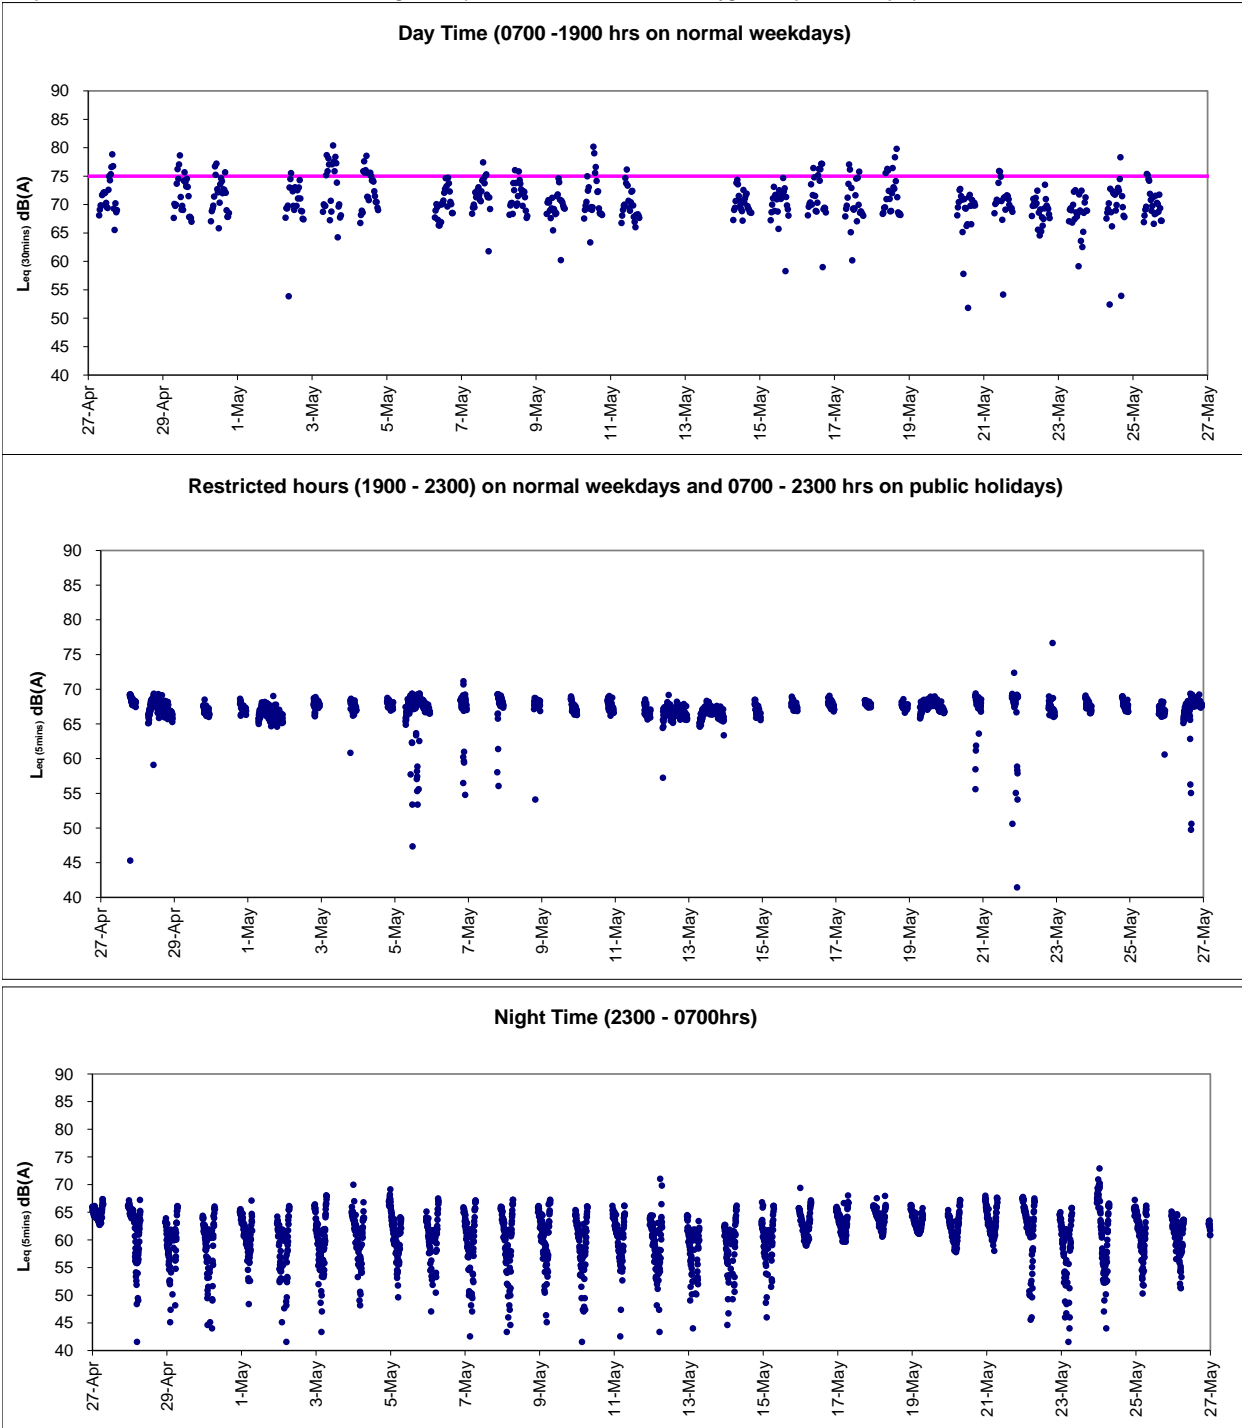 Day Time (0700 -1900 hrs on normal weekdays)
Leq (30mins) dB(A)
90
85
80
75
70
65
60
55
50
45
40
27-Apr
29-Apr
1-May
3-May
5-May
7-May
9-May
11-May
13-May
15-May
17-May
19-May
21-May
23-May
25-May
27-May
Restricted hours (1900 - 2300) on normal weekdays and 0700 - 2300 hrs on public holidays)
Leq (5mins) dB(A)
90
85
80
75
70
65
60
55
50
45
40
27-Apr
29-Apr
1-May
3-May
5-May
7-May
9-May
11-May
13-May
15-May
17-May
19-May
21-May
23-May
25-May
27-May
Night Time (2300 - 0700hrs)
Leq (5mins) dB(A)
90
85
80
75
70
65
60
55
50
45
40
27-Apr
29-Apr
1-May
3-May
5-May
7-May
9-May
11-May
13-May
15-May
17-May
19-May
21-May
23-May
25-May
27-May